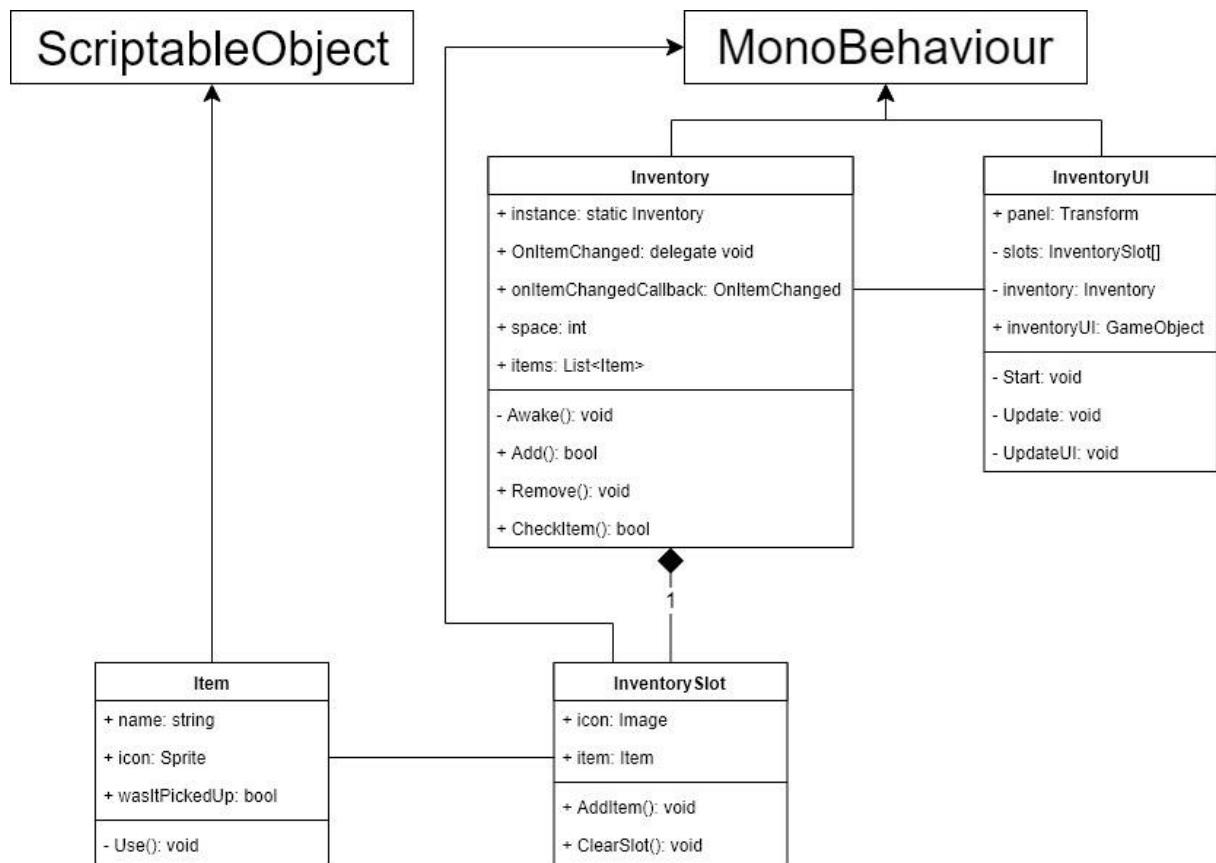 ScriptableObject
MonoBehaviour
Inventory
+ instance: static Inventory
+ OnItemChanged: delegate void
+ onItemChangedCallback: OnItemChanged
+ space: int
+ items: List<Item>
- Awake(): void
+ Add(): bool
+ Remove(): void
+ CheckItem(): bool
InventoryUI
+ panel: Transform
- slots: InventorySlot[]
- inventory: Inventory
+ inventoryUI: GameObject
- Start: void
- Update: void
- UpdateUI: void
1
Item
+ name: string
+ icon: Sprite
+ wasItPickedUp: bool
- Use(): void
InventorySlot
+ icon: Image
+ item: Item
+ AddItem(): void
+ ClearSlot(): void